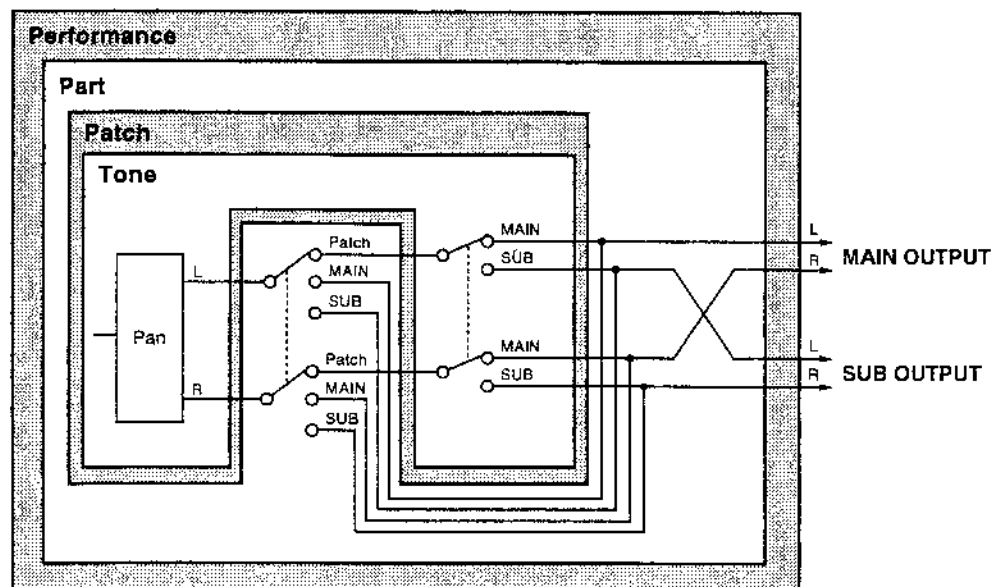 Performance
Part
Patch
Tone
Pan
L
Patch
MAIN
SUB
R
Patch
MAIN
SUB
MAIN
SUB
MAIN
SUB
L
R
MAIN OUTPUT
L
R
SUB OUTPUT